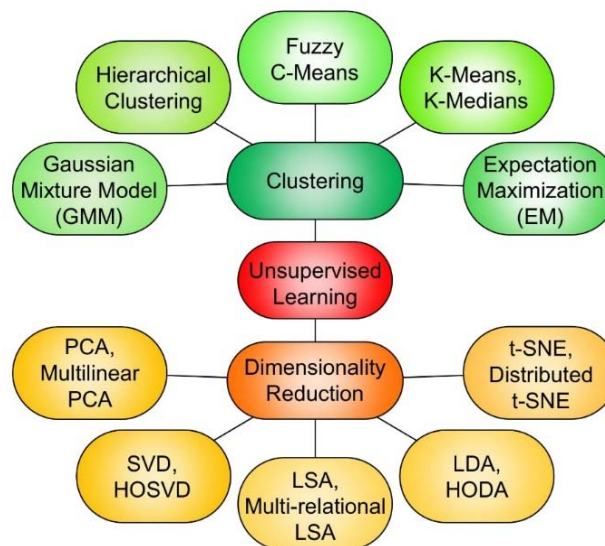 Fuzzy
C-Means
Hierarchical
Clustering
K-Means,
K-Medians
Gaussian
Mixture Model
(GMM)
Clustering
Expectation
Maximization
(EM)
Unsupervised
Learning
PCA,
Multilinear
PCA
Dimensionality
Reduction
t-SNE,
Distributed
t-SNE
SVD,
HOSVD
LSA,
Multi-relational
LSA
LDA,
HODA